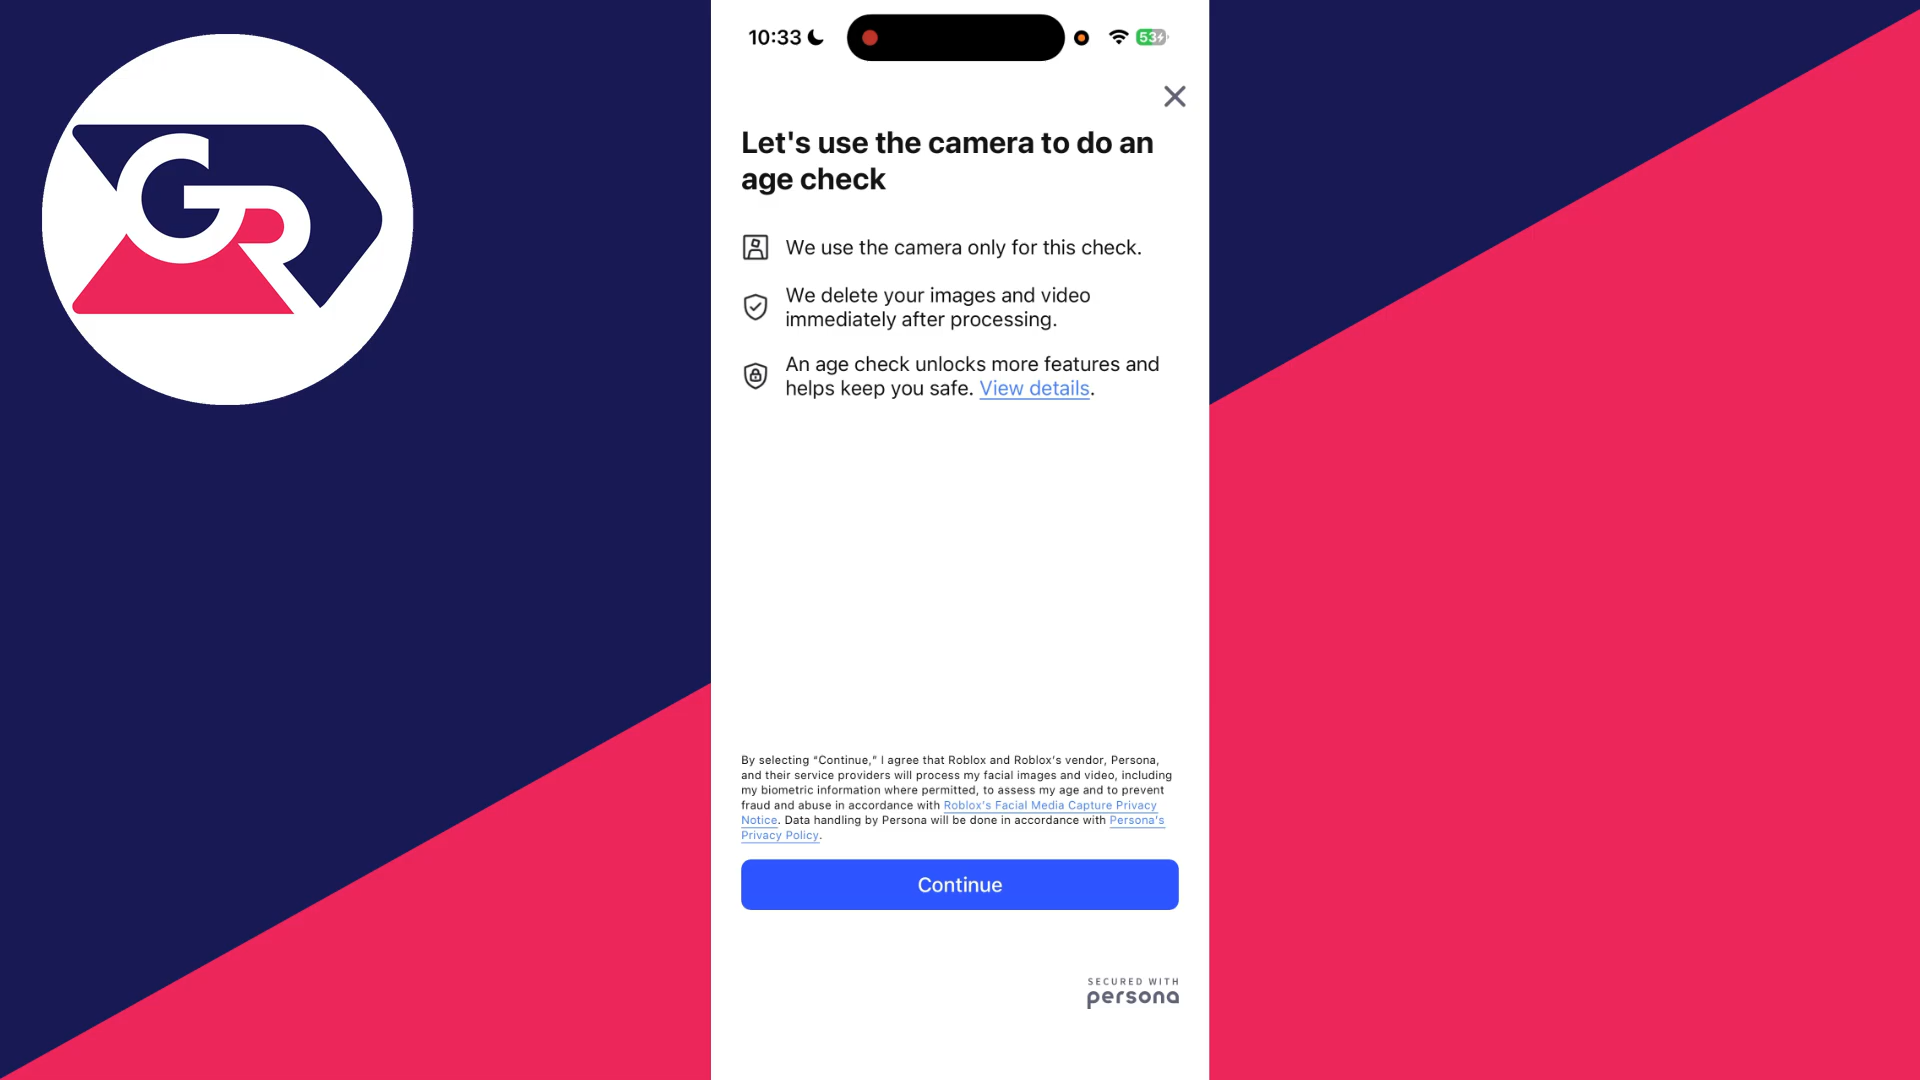 GR
10:33
53
Let's use the camera to do an
age check
We use the camera only for this check.
We delete your images and video
immediately after processing.
An age check unlocks more features and
helps keep you safe. View details.
By selecting “Continue,” I agree that Roblox and Roblox's vendor, Persona,
and their service providers will process my facial images and video, including
my biometric information where permitted, to assess my age and to prevent
fraud and abuse in accordance with Roblox's Facial Media Capture Privacy
Notice. Data handling by Persona will be done in accordance with Persona's
Privacy Policy.
Continue
SECURED WITH
persona